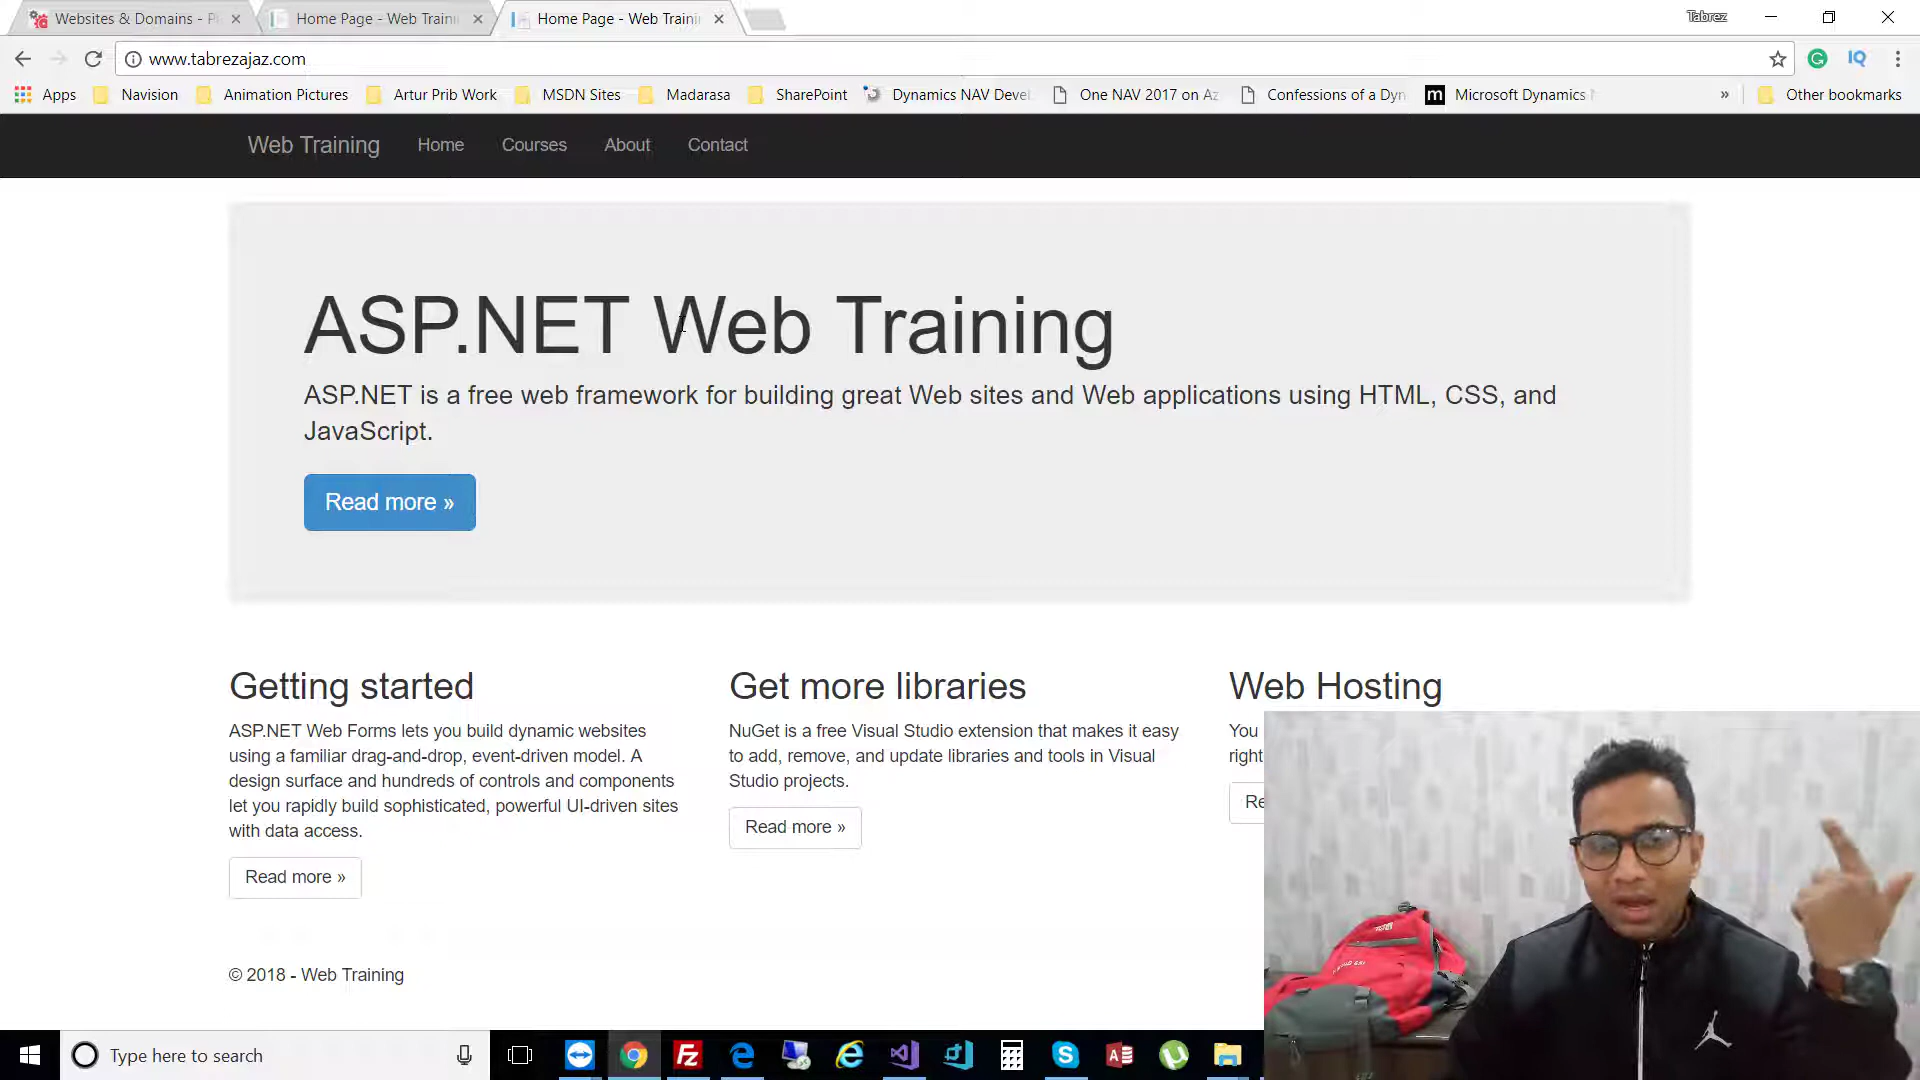 Websites & Domains - Pl
Home Page - Web Traini
Home Page - Web Traini
Tabrez
www.tabrezajaz.com
IQ
Apps
Navision
Animation Pictures
Artur Prib Work
MSDN Sites
Madarasa
SharePoint
Dynamics NAV Devel
One NAV 2017 on Az
Confessions of a Dyn
m
Microsoft Dynamics
»
Other bookmarks
Web Training
Home
Courses
About
Contact
ASP.NET Web Training
ASP.NET is a free web framework for building great Web sites and Web applications using HTML, CSS, and
JavaScript.
Read more »
Getting started
ASP.NET Web Forms lets you build dynamic websites
using a familiar drag-and-drop, event-driven model. A
design surface and hundreds of controls and components
let you rapidly build sophisticated, powerful UI-driven sites
with data access.
Read more »
Get more libraries
NuGet is a free Visual Studio extension that makes it easy
to add, remove, and update libraries and tools in Visual
Studio projects.
Read more »
Web Hosting
You
right
Re
© 2018 - Web Training
Type here to search